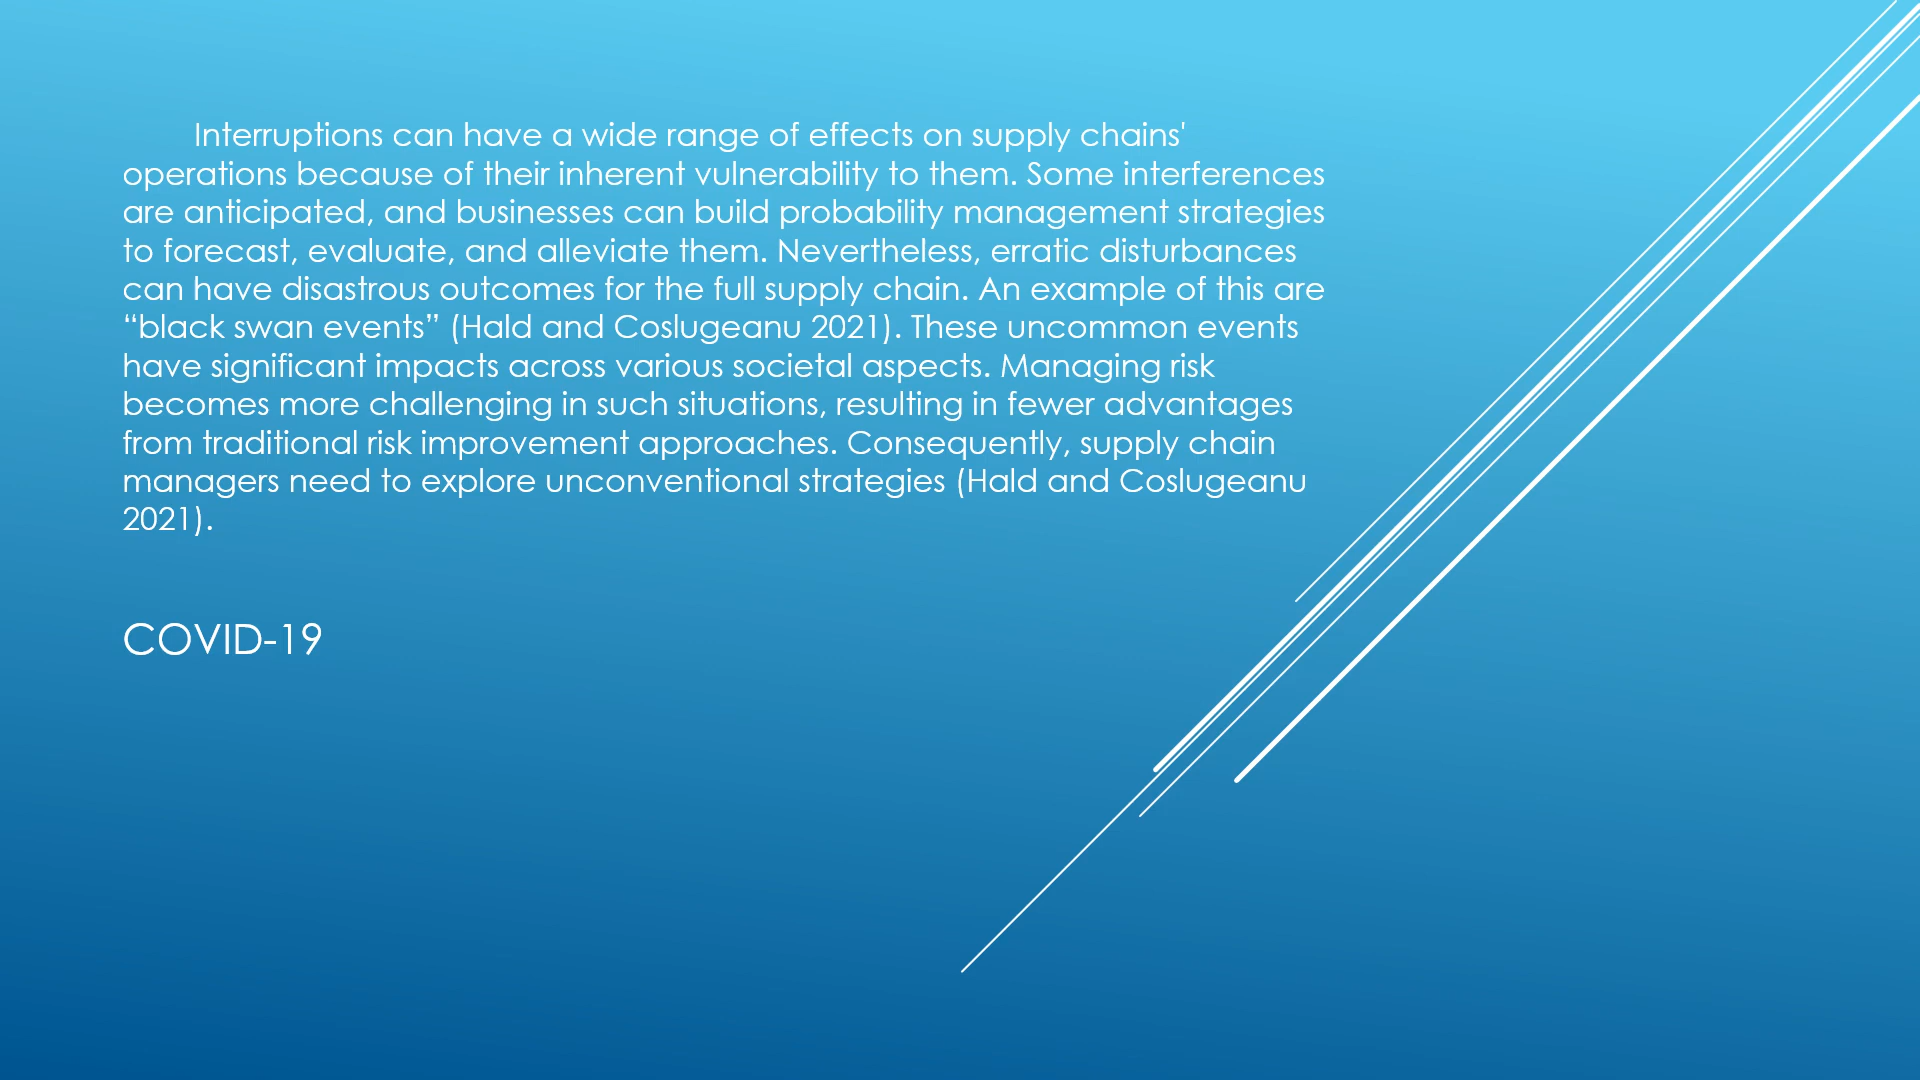 Interruptions can have a wide range of effects on supply chains'
operations because of their inherent vulnerability to them. Some interferences
are anticipated, and businesses can build probability management strategies
to forecast, evaluate, and alleviate them. Nevertheless, erratic disturbances
can have disastrous outcomes for the full supply chain. An example of this are
“black swan events” (Hald and Coslugeanu 2021). These uncommon events
have significant impacts across various societal aspects. Managing risk
becomes more challenging in such situations, resulting in fewer advantages
from traditional risk improvement approaches. Consequently, supply chain
managers need to explore unconventional strategies (Hald and Coslugeanu
2021).
COVID-19